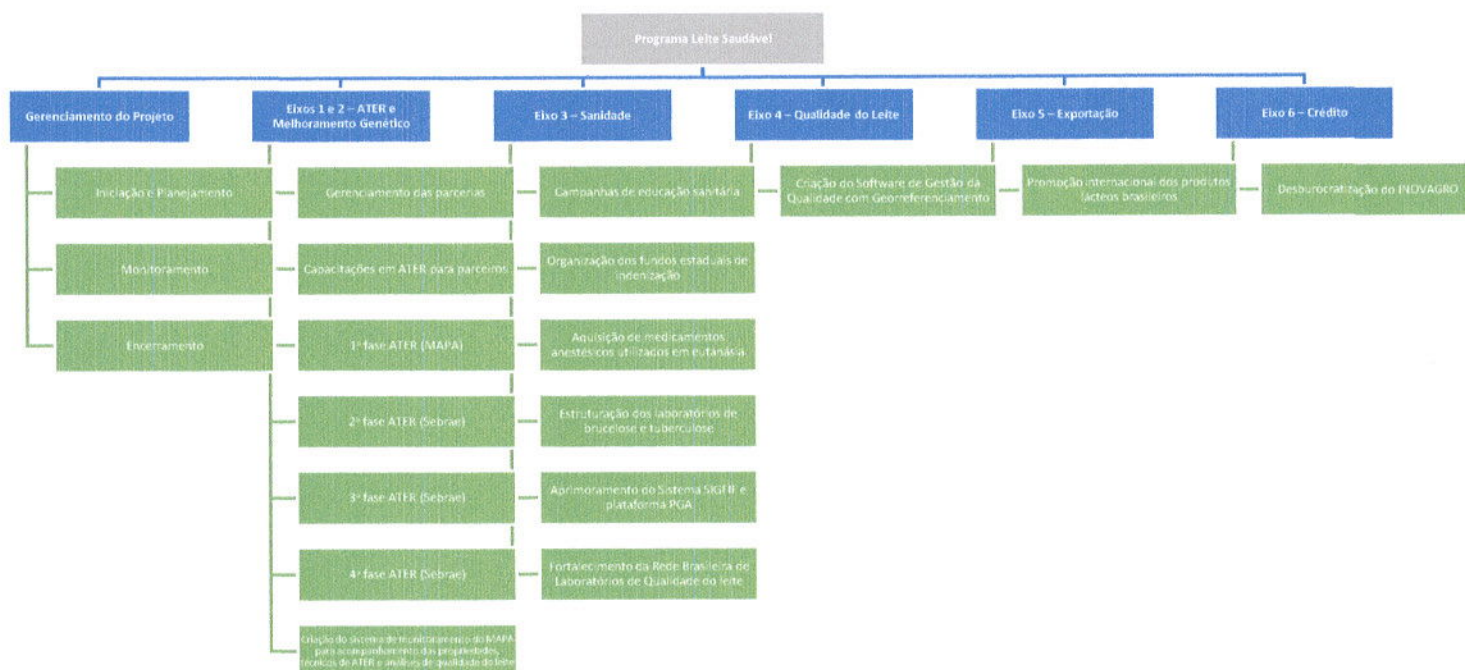 Programa Leite Saudável
Gerenciamento do Projeto
Eixos 1 e 2 – ATER e
Melhoramento Genético
Eixo 3 – Sanidade
Eixo 4 – Qualidade do Leite
Eixo 5 – Exportação
Eixo 6 – Crédito
Iniciação e Planejamento
Gerenciamento das parcerias
Campanhas de educação sanitária
Criação do Software de Gestão da
Qualidade com Georreferenciamento
Promoção internacional dos produtos
lácteos brasileiros
Desburocratização do INOVAGRO
Monitoramento
Capacitações em ATER para parceiros
Organização dos fundos estaduais de
indenização
Encerramento
1ª fase ATER (MAPA)
Aquisição de medicamentos
anestésicos utilizados em eutanásia
2ª fase ATER (Sebrae)
Estruturação dos laboratórios de
brucelose e tuberculose
3ª fase ATER (Sebrae)
Aprimoramento do Sistema SIGEIF e
plataforma PGA
4ª fase ATER (Sebrae)
Fortalecimento da Rede Brasileira de
Laboratórios de Qualidade do leite
Criação do sistema de monitoramento do MAPA
para acompanhamento das propriedades,
técnicos de ATER e análises de qualidade do leite